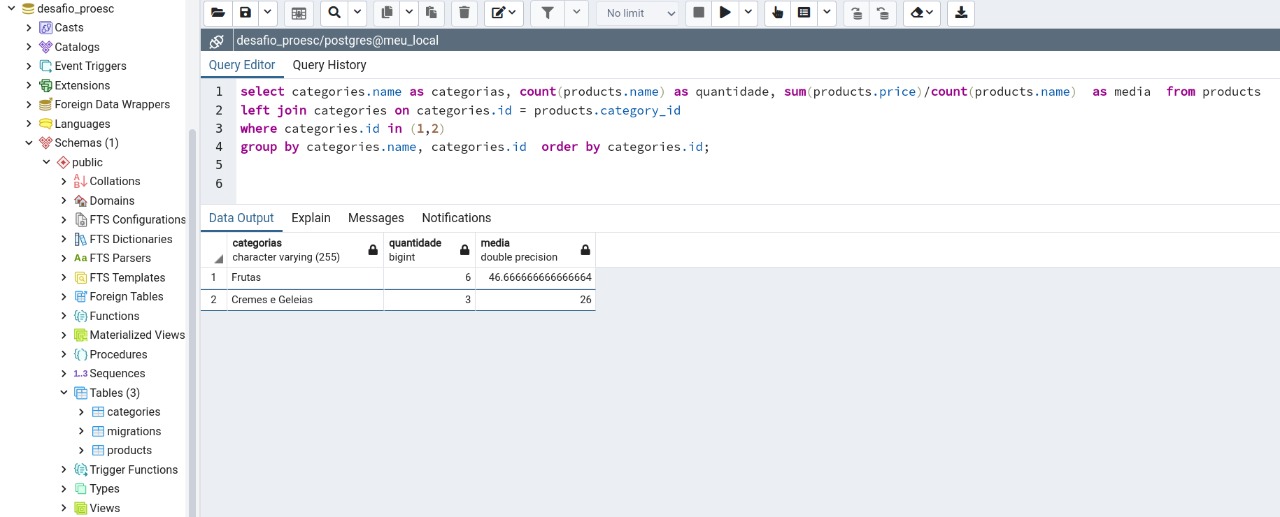 desafio_proesc
Casts
Catalogs
Event Triggers
Extensions
Foreign Data Wrappers
Languages
Schemas (1)
public
Collations
Domains
FTS Configurations
FTS Dictionaries
Aa FTS Parsers
FTS Templates
Foreign Tables
Functions
Materialized Views
Procedures
1..3 Sequences
Tables (3)
categories
migrations
products
Trigger Functions
Types
Views
No limit
desafio_proesc/postgres@meu_local
Query Editor Query History
1 select categories.name as categorias, count(products.name) as quantidade, sum(products.price)/count(products.name)  as media  from products
2 left join categories on categories.id = products.category_id
3 where categories.id in (1,2)
4 group by categories.name, categories.id  order by categories.id;
5
6
Data Output Explain Messages Notifications
categorias quantidade media
character varying (255) bigint double precision
1 Frutas 6 46.666666666666664
2 Cremes e Geleias 3 26